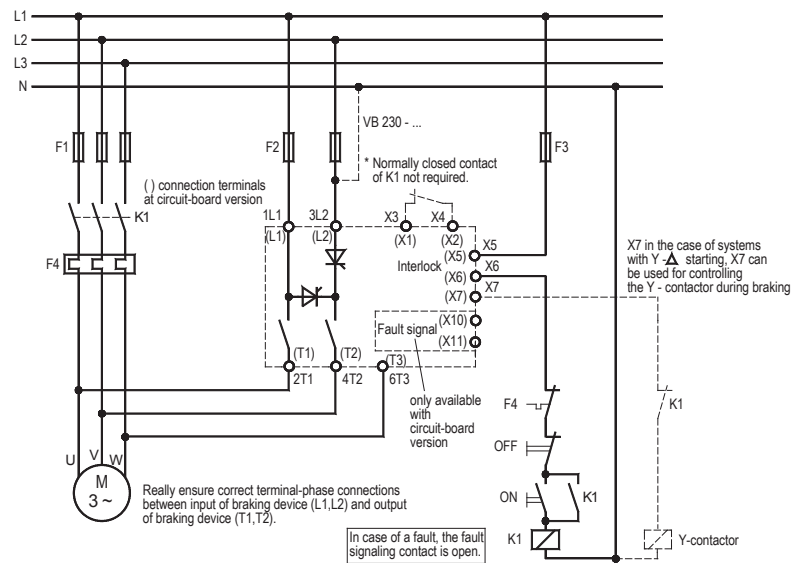 L1
L2
L3
N
VB 230 - ...
F1
F2
F3
* Normally closed contact
of K1 not required.
( ) connection terminals
at circuit-board version
K1
1L1
3L2
X3
X4
(L1)
(L2)
(X1)
(X2)
X5
(X5)
F4
Interlock
(X6)
X6
(X7)
X7
X7 in the case of systems
with Y -Δ starting, X7 can
be used for controlling
the Y - contactor during braking
Fault signal
(X10)
(X11)
(T1)
(T2)
(T3)
2T1
4T2
6T3
only available
with
circuit-board
version
F4
K1
OFF
U
V
W
M
3 ~
Really ensure correct terminal-phase connections
between input of braking device (L1,L2) and output
of braking device (T1,T2).
ON
K1
In case of a fault, the fault
signaling contact is open.
K1
Y-contactor